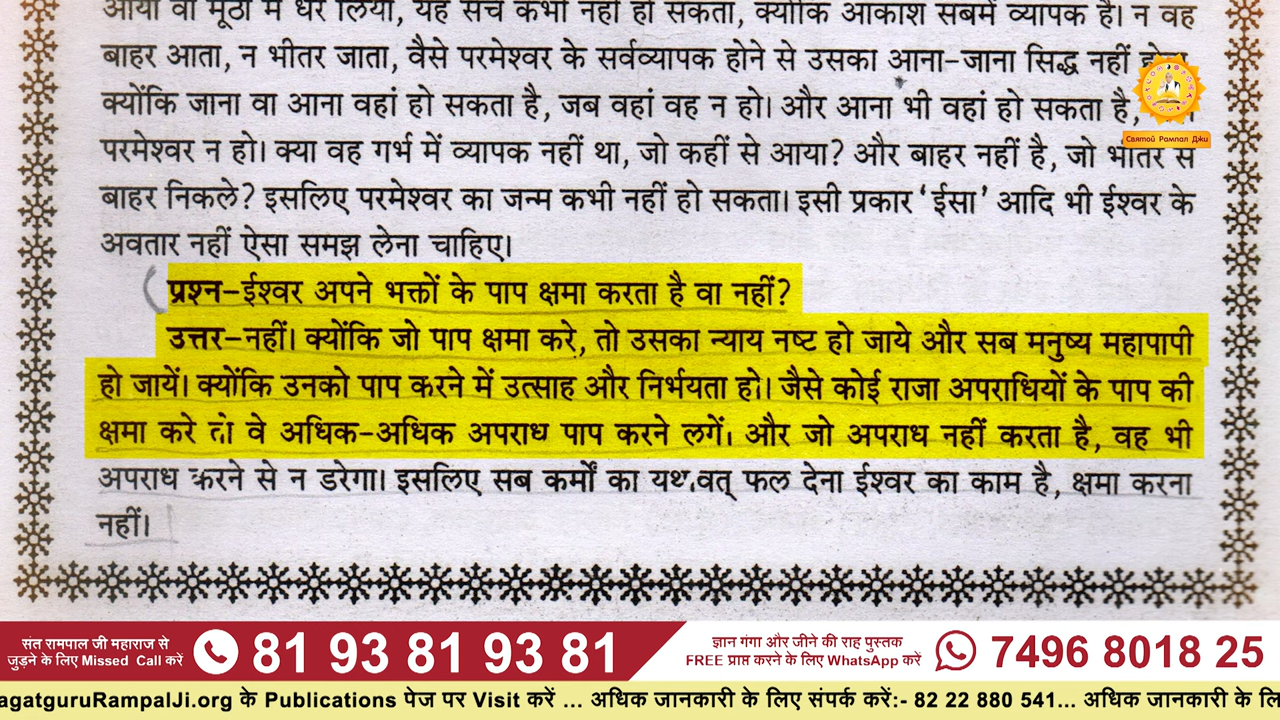 आया वा मूठी में धर लिया, यह सच कभी नहीं हो सकता, क्योंकि आकाश सबमें व्यापक है। न वह
बाहर आता, न भीतर जाता, वैसे परमेश्वर के सर्वव्यापक होने से उसका आना-जाना सिद्ध नहीं
क्योंकि जाना वा आना वहां हो सकता है, जब वहां वह न हो। और आना भी वहां हो सकता है,
परमेश्वर न हो। क्या वह गर्भ में व्यापक नहीं था, जो कहीं से आया? और बाहर नहीं है, जो भीतर से
बाहर निकले? इसलिए परमेश्वर का जन्म कभी नहीं हो सकता। इसी प्रकार 'ईसा' आदि भी ईश्वर के
अवतार नहीं ऐसा समझ लेना चाहिए।
प्रश्न-ईश्वर अपने भक्तों के पाप क्षमा करता है वा नहीं?
उत्तर-नहीं। क्योंकि जो पाप क्षमा करे, तो उसका न्याय नष्ट हो जाये और सब मनुष्य महापापी
हो जायें। क्योंकि उनको पाप करने में उत्साह और निर्भयता हो। जैसे कोई राजा अपराधियों के पाप की
क्षमा करे तो वे अधिक-अधिक अपराध पाप करने लगें। और जो अपराध नहीं करता है, वह भी
अपराध करने से न डरेगा। इसलिए सब कर्मों का यथावत् फल देना ईश्वर का काम है, क्षमा करना
नहीं।
Святой Рампал Джи
संत रामपाल जी महाराज से
जुड़ने के लिए Missed Call करें
81 93 81 93 81
ज्ञान गंगा और जीने की राह पुस्तक
FREE प्राप्त करने के लिए WhatsApp करें
7496 8018 25
agatguruRampalJi.org के Publications पेज पर Visit करें ... अधिक जानकारी के लिए संपर्क करें:- 82 22 880 541... अधिक जानकारी के